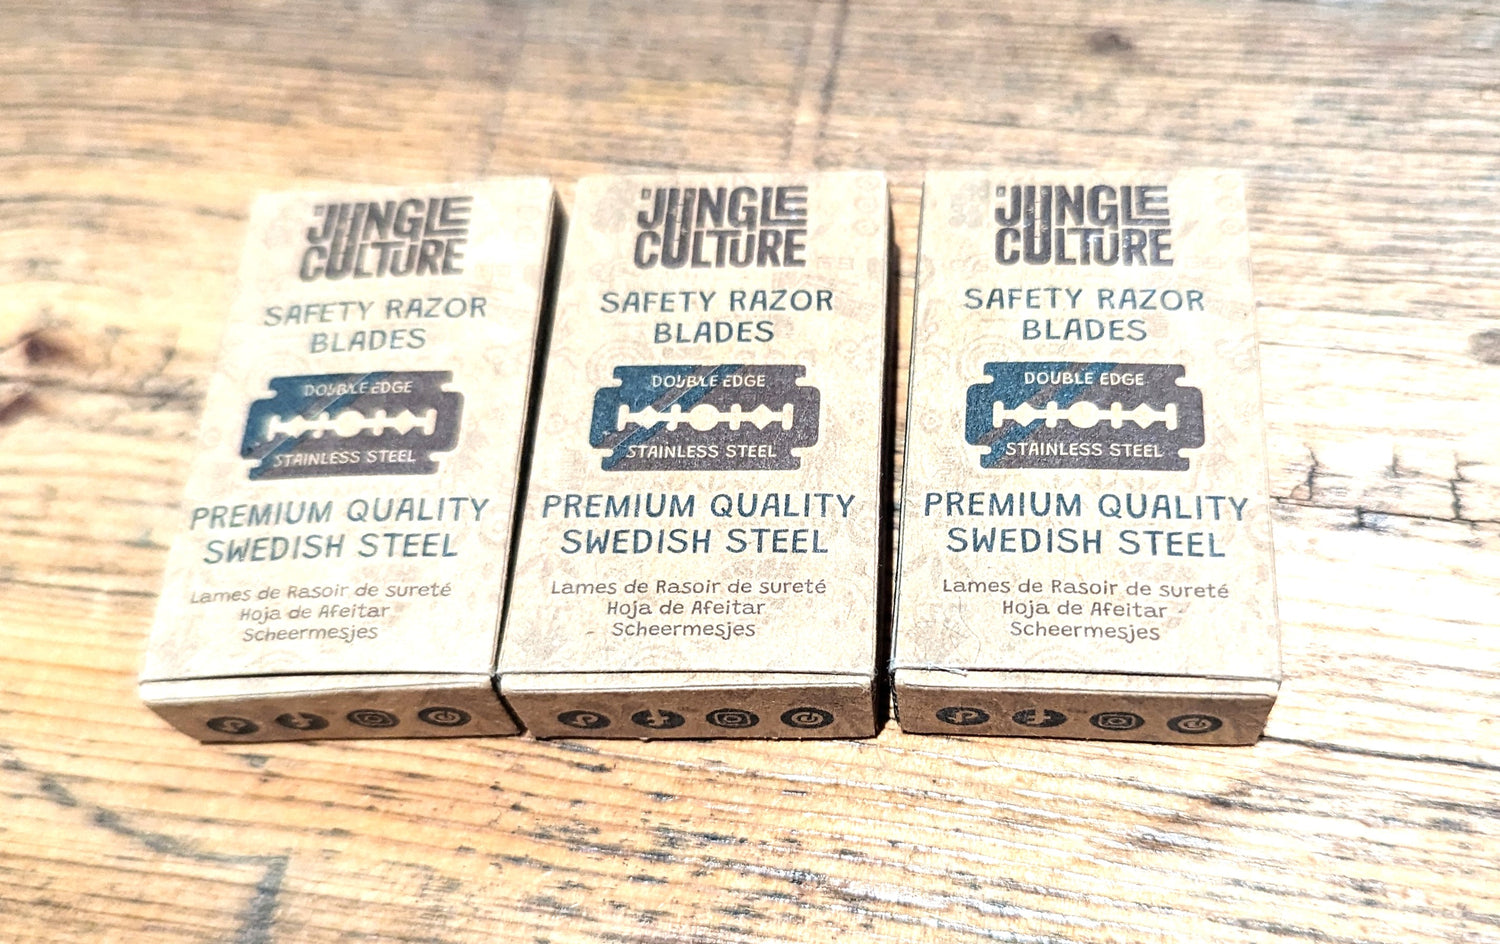 JUNGLE
CULTURE
SAFETY RAZOR
BLADES
DOUBLE EDGE
STAINLESS STEEL
PREMIUM QUALITY
SWEDISH STEEL
Lames de Rasoir de sureté
Hoja de Afeitar
Scheermesjes
JUNGLE
CULTURE
SAFETY RAZOR
BLADES
DOUBLE EDGE
STAINLESS STEEL
PREMIUM QUALITY
SWEDISH STEEL
Lames de Rasoir de sureté
Hoja de Afeitar
Scheermesjes
JUNGLE
CULTURE
SAFETY RAZOR
BLADES
DOUBLE EDGE
STAINLESS STEEL
PREMIUM QUALITY
SWEDISH STEEL
Lames de Rasoir de sureté
Hoja de Afeitar
Scheermesjes